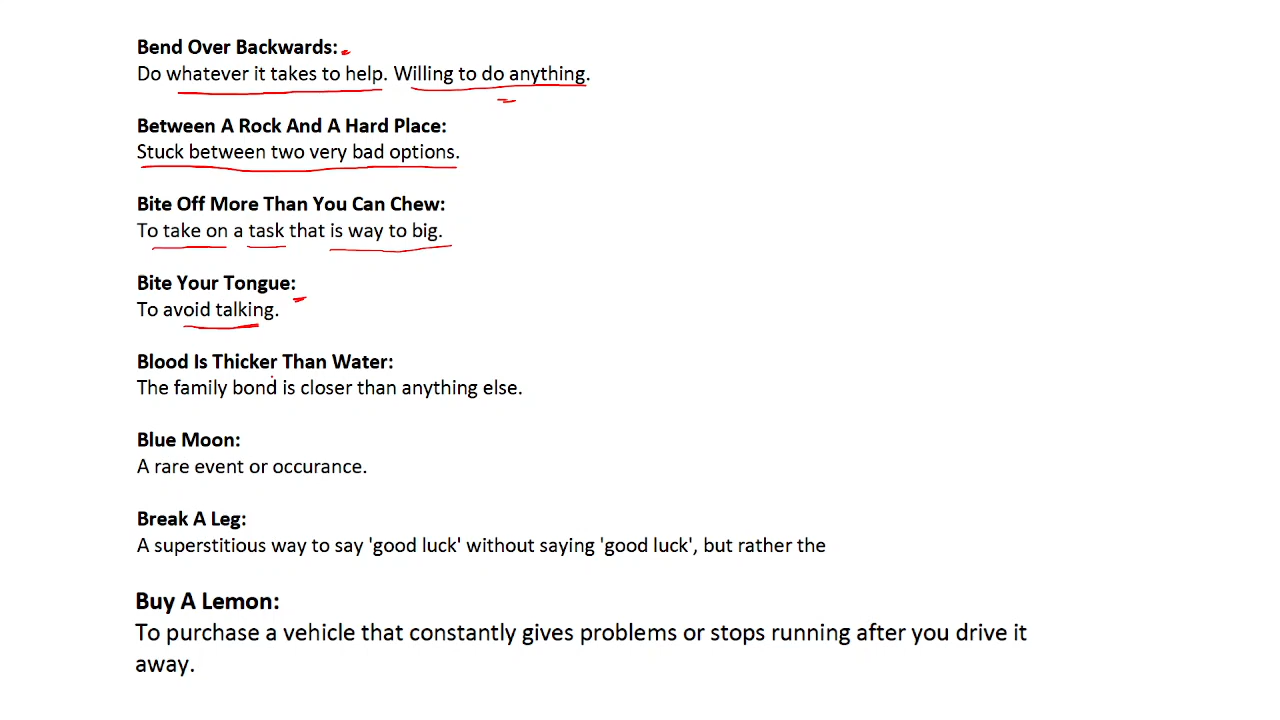 Bend Over Backwards:
Do whatever it takes to help. Willing to do anything.
Between A Rock And A Hard Place:
Stuck between two very bad options.
Bite Off More Than You Can Chew:
To take on a task that is way to big.
Bite Your Tongue:
To avoid talking.
Blood Is Thicker Than Water:
The family bond is closer than anything else.
Blue Moon:
A rare event or occurance.
Break A Leg:
A superstitious way to say 'good luck' without saying 'good luck', but rather the
Buy A Lemon:
To purchase a vehicle that constantly gives problems or stops running after you drive it
away.